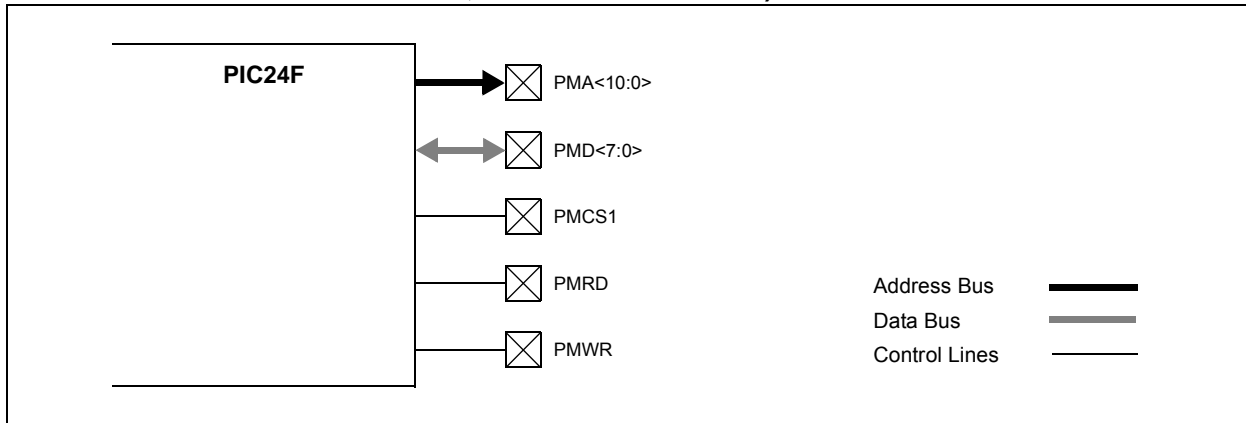 PIC24F
PMA<10:0>
PMD<7:0>
PMCS1
PMRD
PMWR
Address Bus
Data Bus
Control Lines